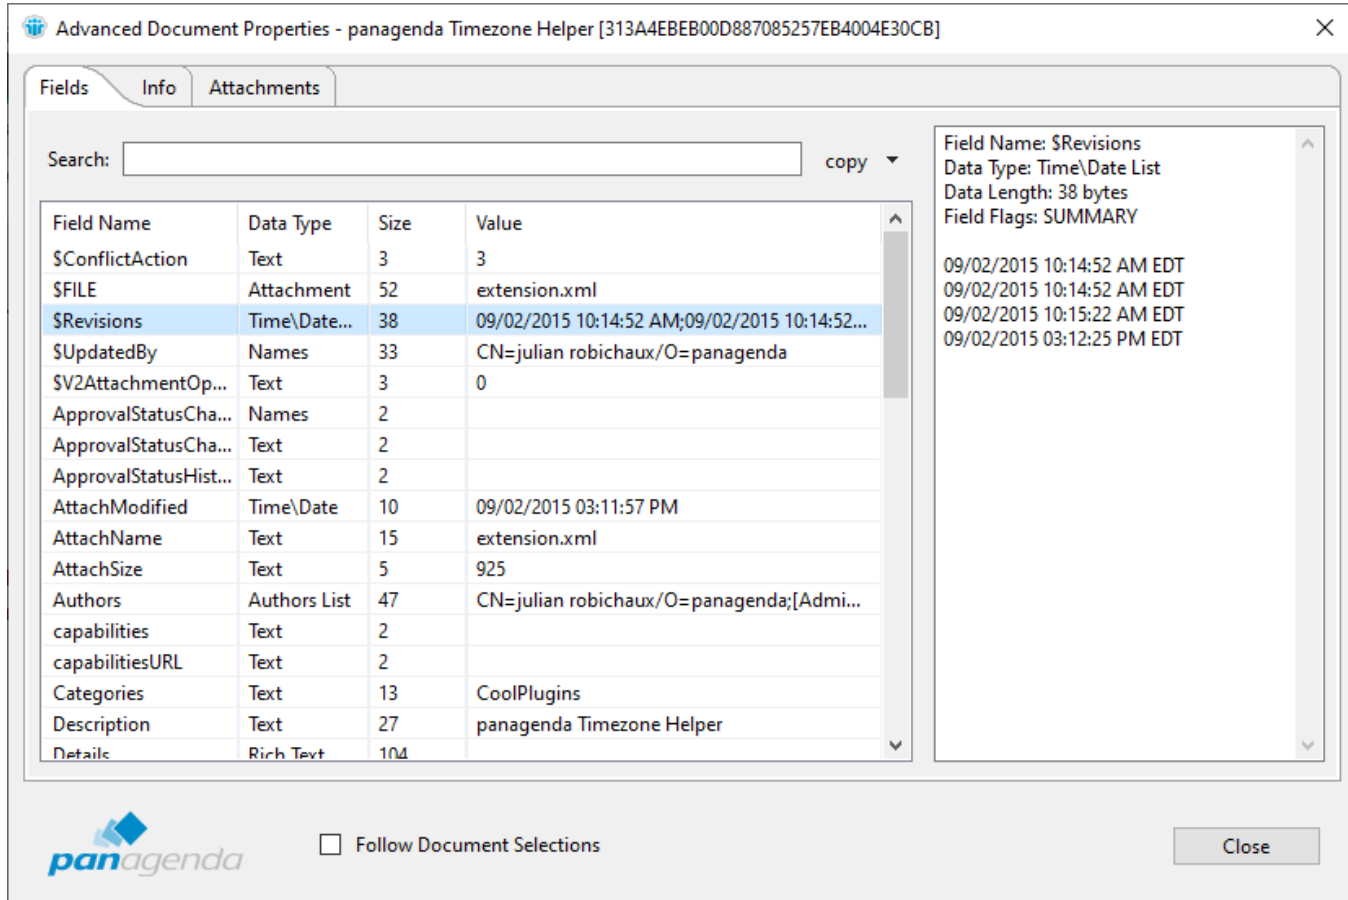 Advanced Document Properties - panagenda Timezone Helper [313A4EBEB00D887085257EB4004E30CB]
Fields Info Attachments
Search: copy
Field Name Data Type Size Value
$ConflictAction Text 3 3
$FILE Attachment 52 extension.xml
$Revisions Time\Date... 38 09/02/2015 10:14:52 AM;09/02/2015 10:14:52...
$UpdatedBy Names 33 CN=julian robichaux/O=panagenda
$V2AttachmentOp... Text 3 0
ApprovalStatusCha... Names 2
ApprovalStatusCha... Text 2
ApprovalStatusHist... Text 2
AttachModified Time\Date 10 09/02/2015 03:11:57 PM
AttachName Text 15 extension.xml
AttachSize Text 5 925
Authors Authors List 47 CN=julian robichaux/O=panagenda;[Admi...
capabilities Text 2
capabilitiesURL Text 2
Categories Text 13 CoolPlugins
Description Text 27 panagenda Timezone Helper
Details Rich Text 104
Field Name: $Revisions
Data Type: Time\Date List
Data Length: 38 bytes
Field Flags: SUMMARY
09/02/2015 10:14:52 AM EDT
09/02/2015 10:14:52 AM EDT
09/02/2015 10:15:22 AM EDT
09/02/2015 03:12:25 PM EDT
panagenda
Follow Document Selections
Close